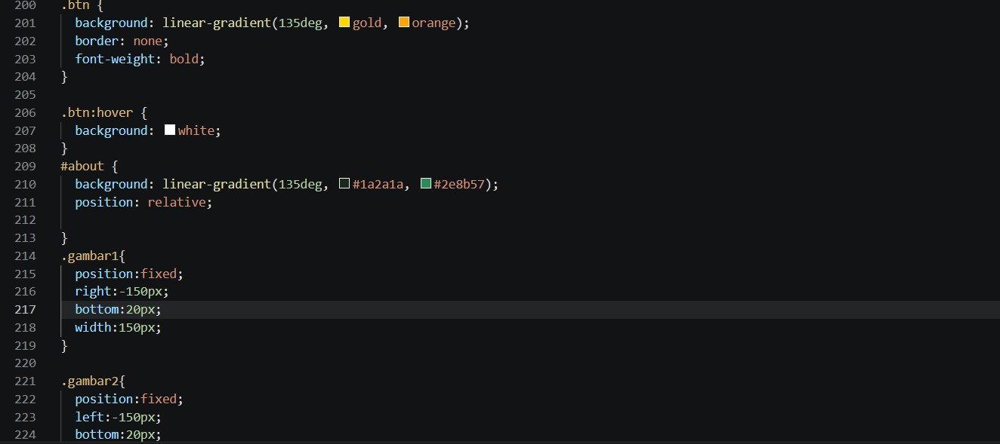 200 .btn {
201 background: linear-gradient(135deg, gold, orange);
202 border: none;
203 font-weight: bold;
204 }
205
206 .btn:hover {
207 background: white;
208 }
209 #about {
210 background: linear-gradient(135deg, #1a2a1a, #2e8b57);
211 position: relative;
212
213 }
214 .gambar1{
215 position:fixed;
216 right:-150px;
217 bottom:20px;
218 width:150px;
219 }
220
221 .gambar2{
222 position:fixed;
223 left:-150px;
224 bottom:20px;